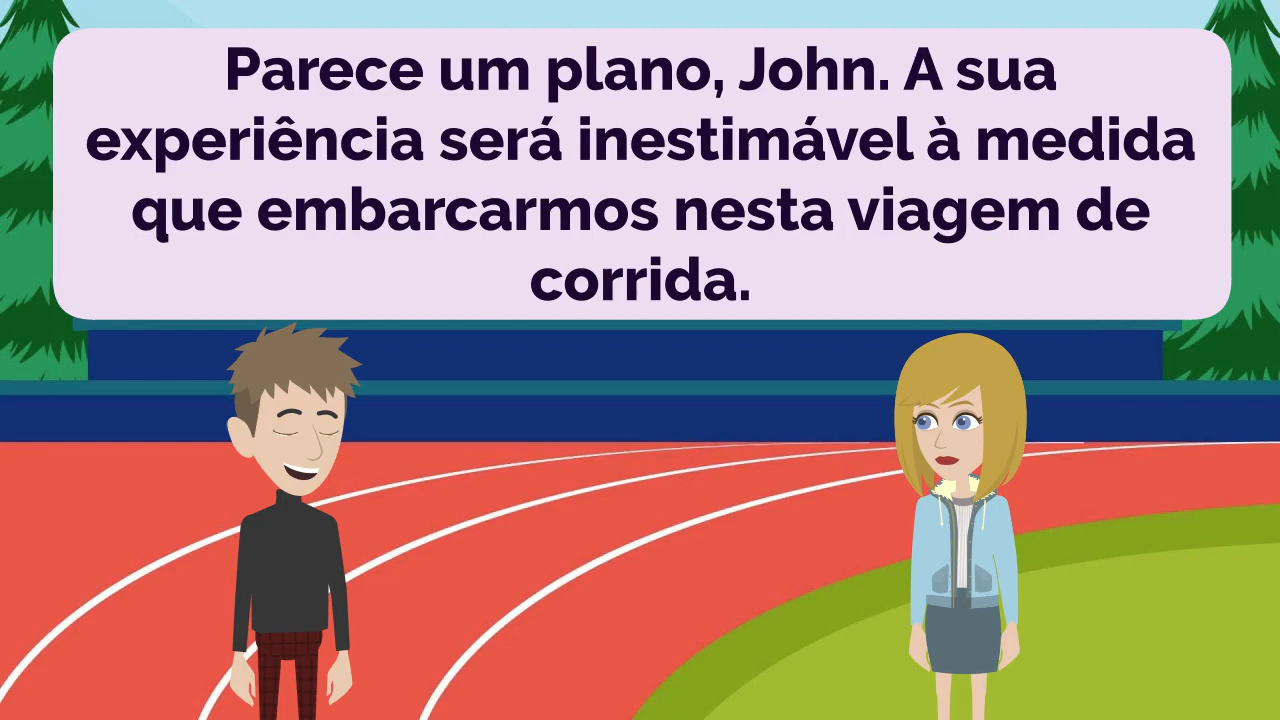 Parece um plano, John. A sua
experiência será inestimável à medida
que embarcarmos nesta viagem de
corrida.